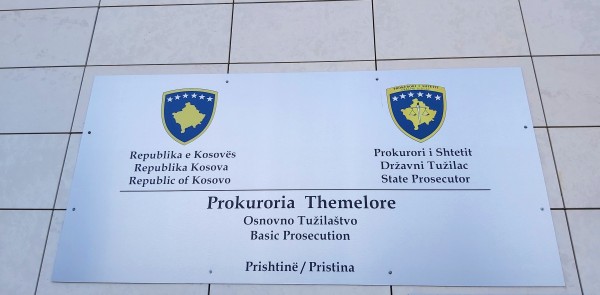 Republika e Kosovës
Republika Kosova
Republic of Kosovo
Prokurori i Shtetit
Državni Tužilac
State Prosecutor
Prokuroria Themelore
Osnovno Tužilaštvo
Basic Prosecution
Prishtinë / Pristina